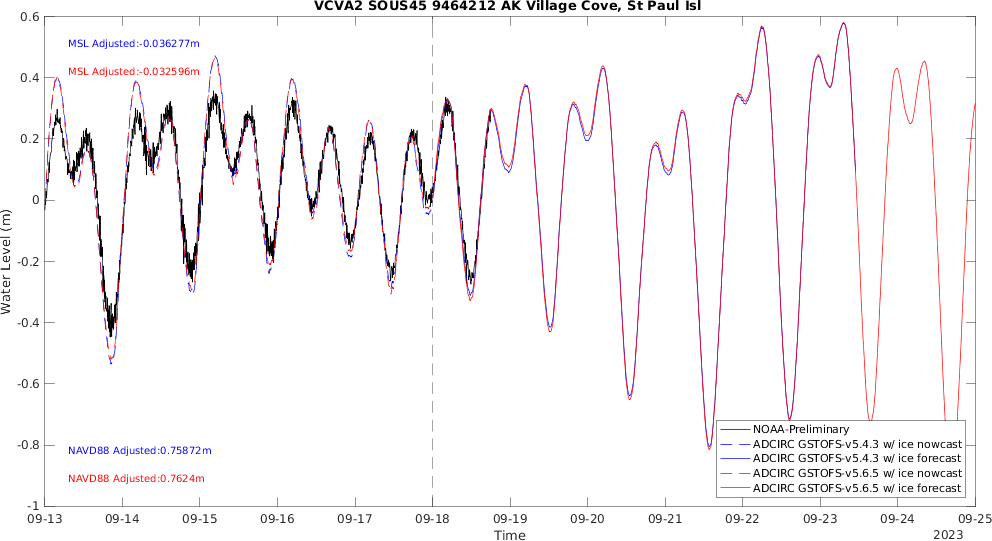 VCVA2 SOUS45 9464212 AK Village Cove, St Paul Isl
0.6
0.4
0.2
0
-0.2
-0.4
-0.6
-0.8
-1
Water Level (m)
MSL Adjusted:-0.036277m
MSL Adjusted:-0.032596m
NAVD88 Adjusted:0.75872m
NAVD88 Adjusted:0.7624m
NOAA-Preliminary
ADCIRC GSTOFS-v5.4.3 w/ ice nowcast
ADCIRC GSTOFS-v5.4.3 w/ ice forecast
ADCIRC GSTOFS-v5.6.5 w/ ice nowcast
ADCIRC GSTOFS-v5.6.5 w/ ice forecast
09-13 09-14 09-15 09-16 09-17 09-18 09-19 09-20 09-21 09-22 09-23 09-24 09-25
Time
2023